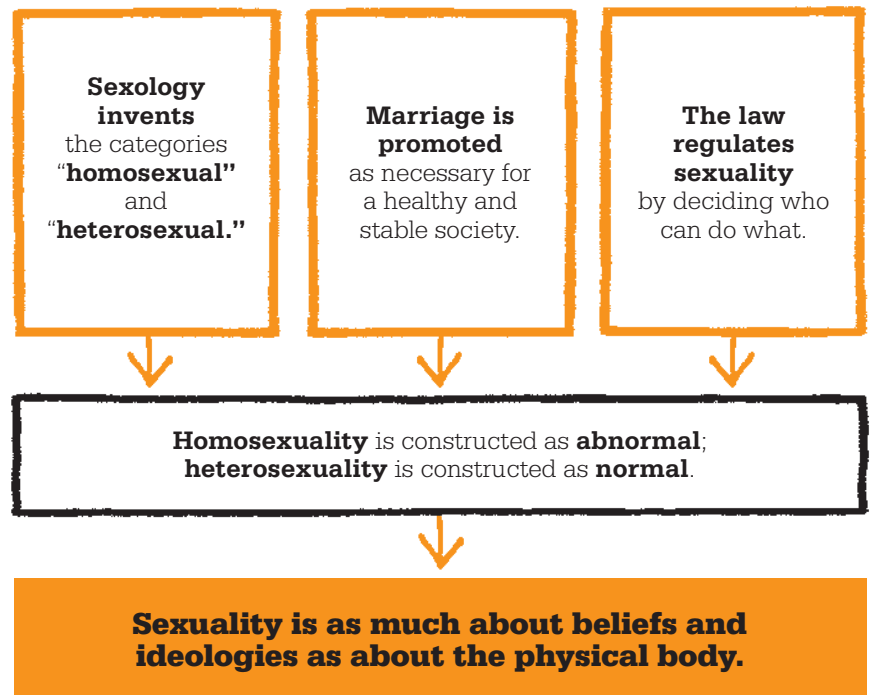 Sexology
invents
the categories
“homosexual”
and
“heterosexual.”
Marriage is
promoted
as necessary for
a healthy and
stable society.
The law
regulates
sexuality
by deciding who
can do what.
Homosexuality is constructed as abnormal;
heterosexuality is constructed as normal.
Sexuality is as much about beliefs and
ideologies as about the physical body.